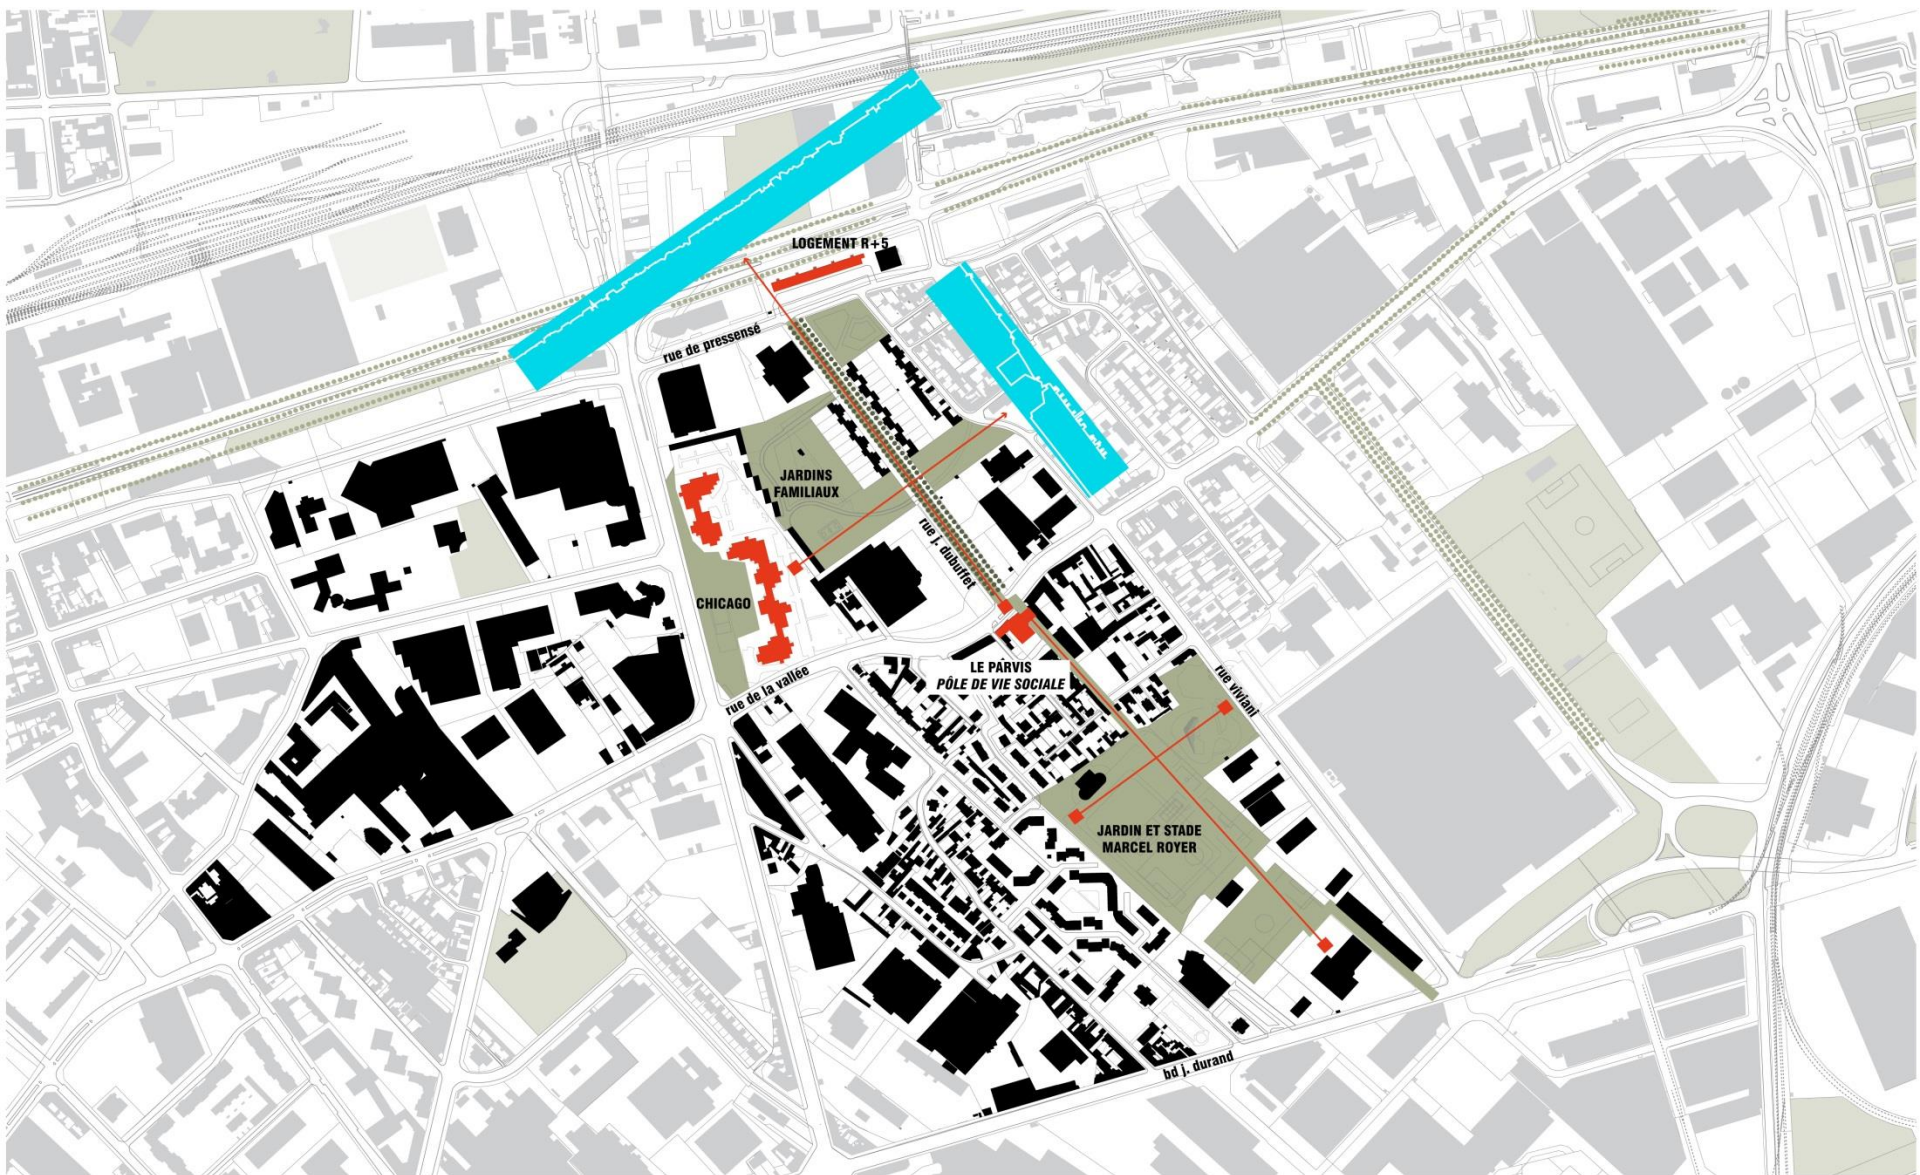 LOGEMENT R+5
rue de pressensé
JARDINS
FAMILIAUX
rue j. dubuffet
CHICAGO
LE PARVIS
PÔLE DE VIE SOCIALE
rue de la vallée
rue viviani
JARDIN ET STADE
MARCEL ROYER
bd j. durand